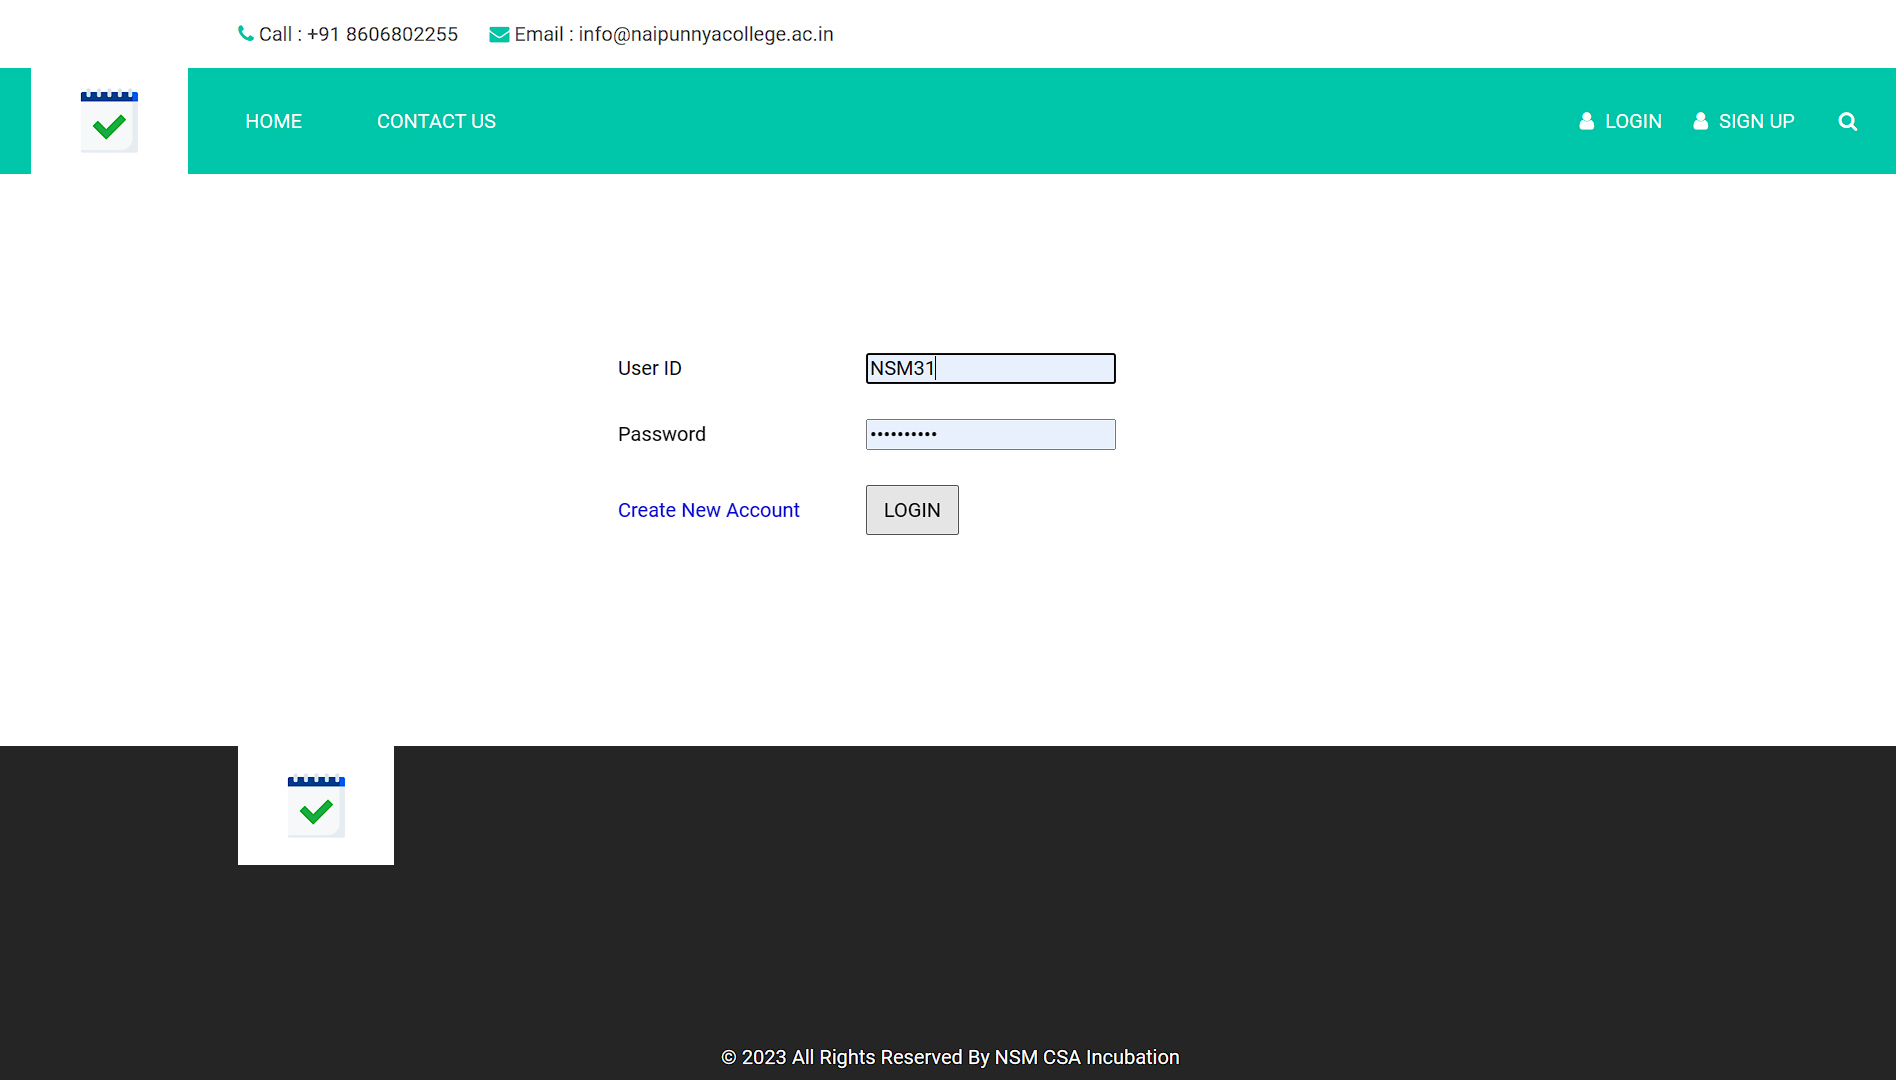 Call : +91 8606802255 Email : info@naipunnyacollege.ac.in
HOME CONTACT US LOGIN SIGN UP
User ID NSM31
Password ••••••••••
Create New Account LOGIN
© 2023 All Rights Reserved By NSM CSA Incubation